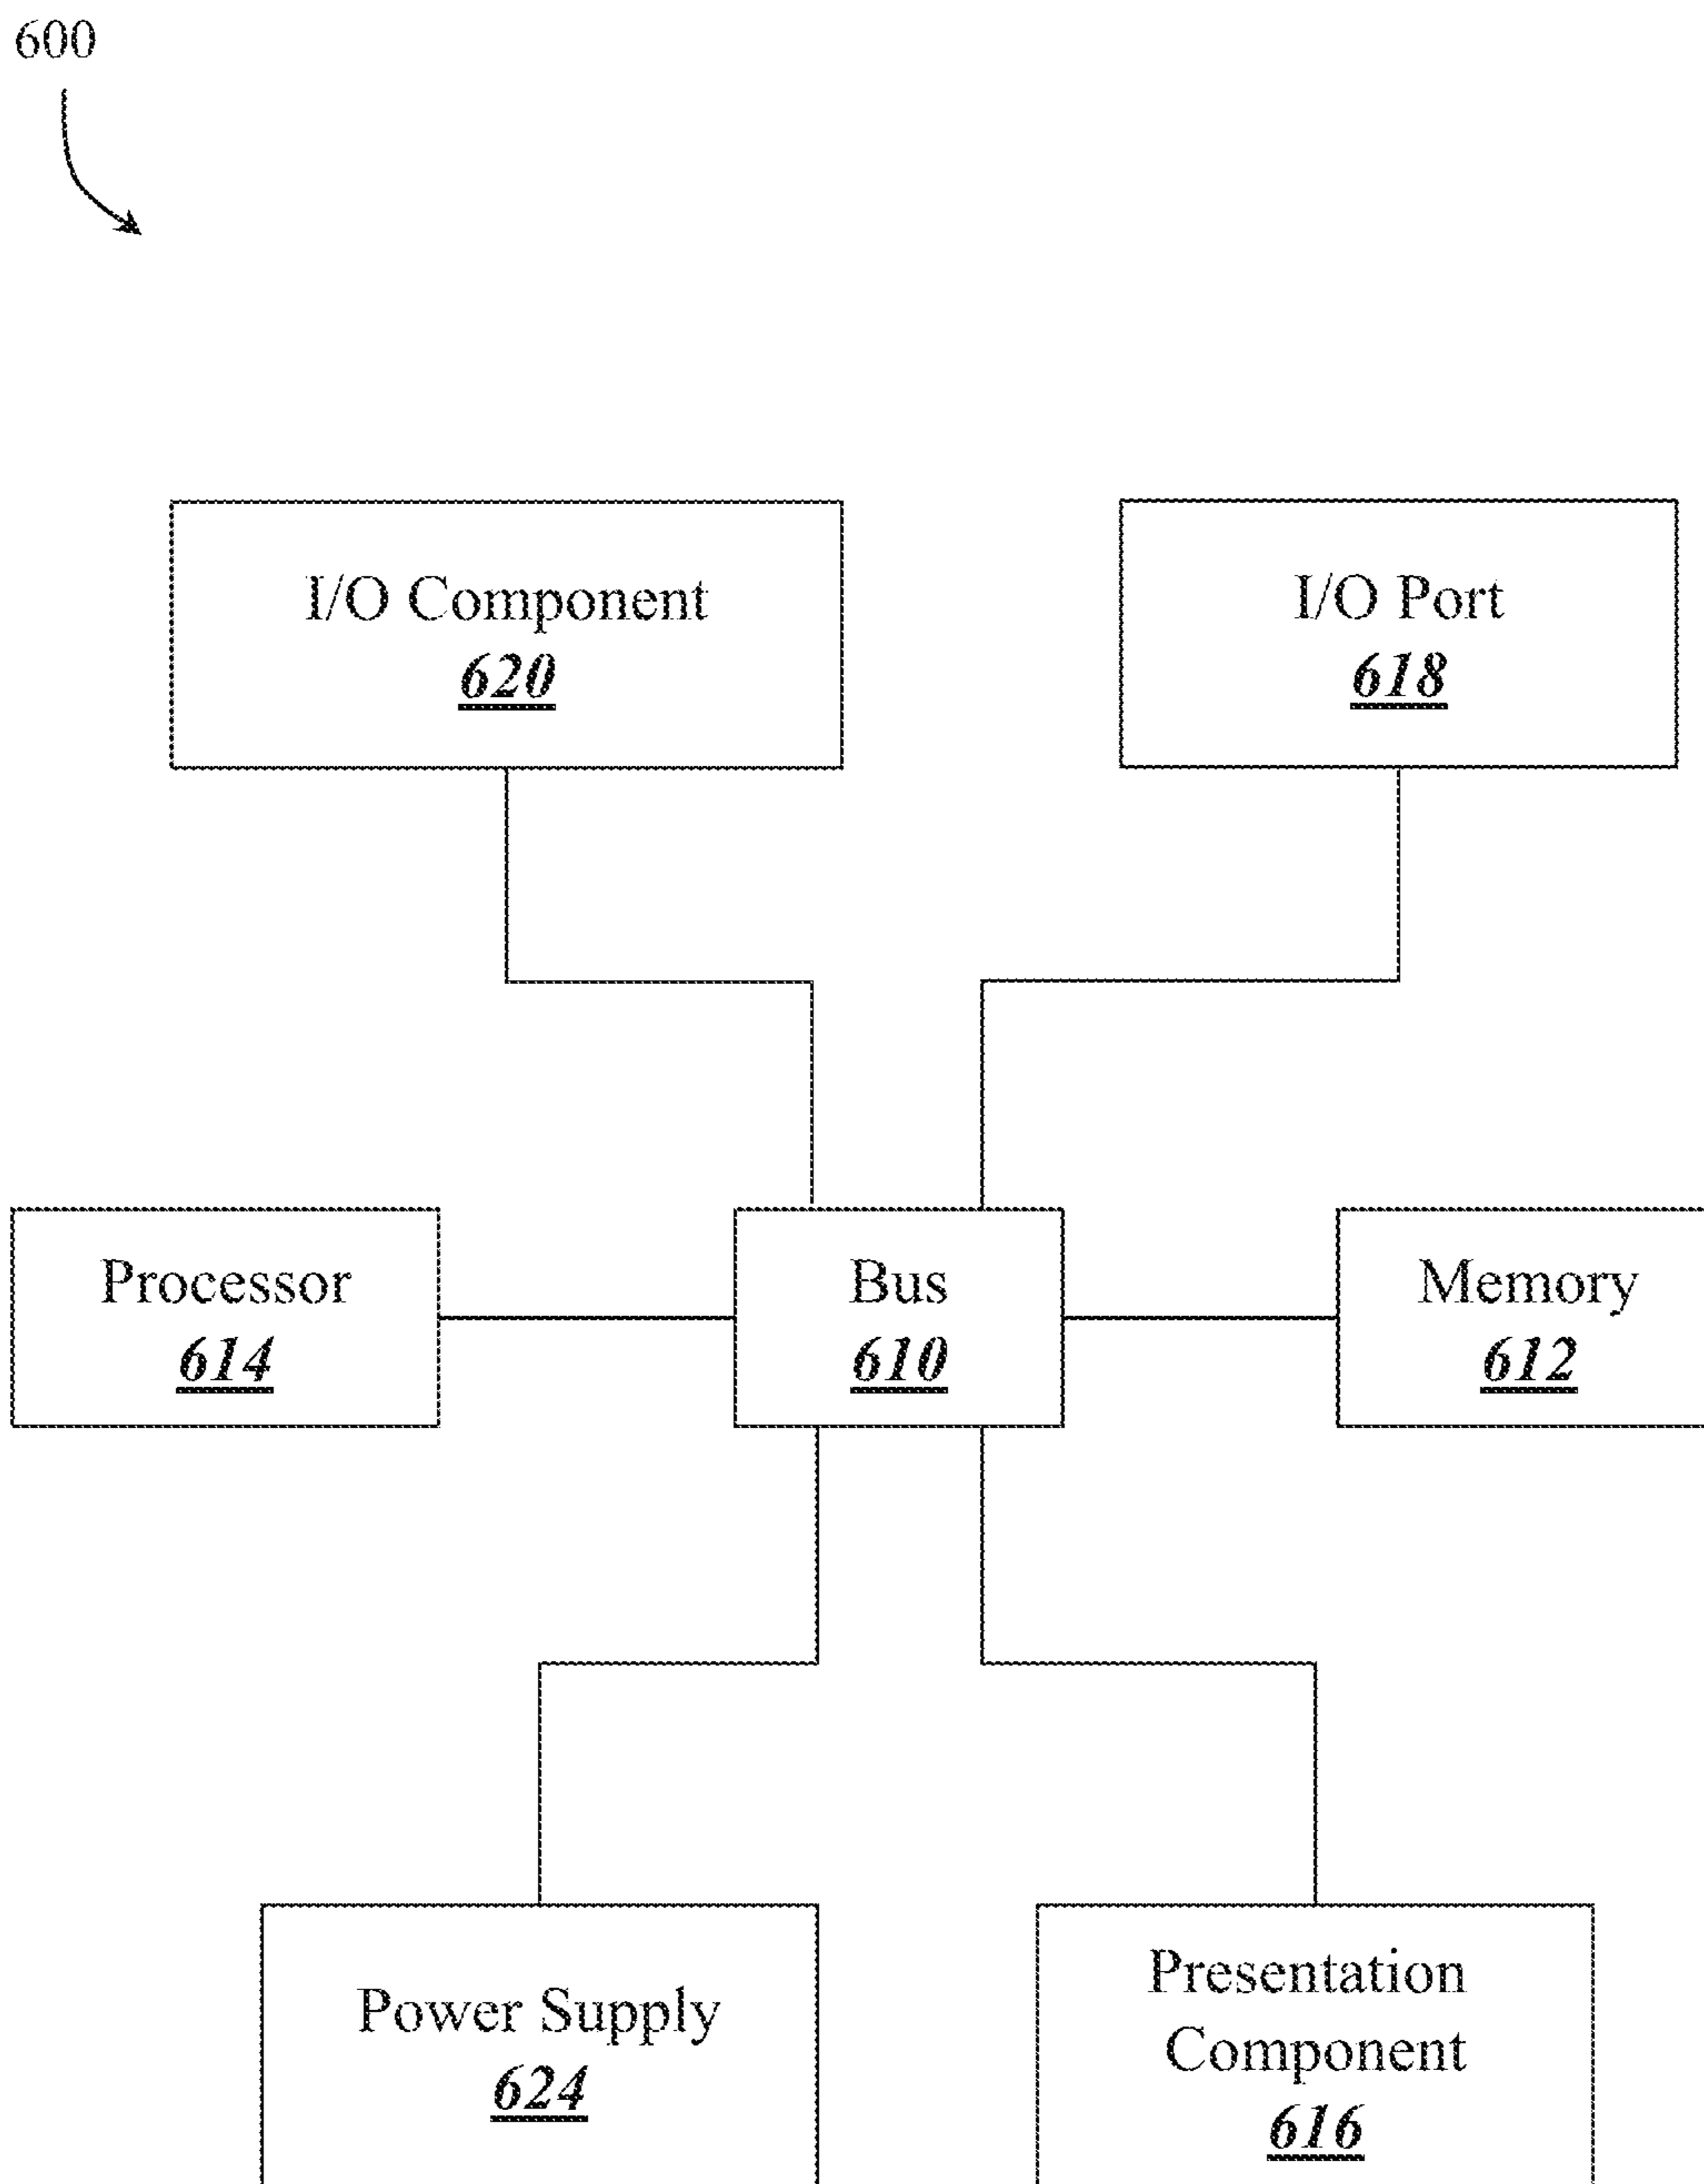 600
I/O Component
620
I/O Port
618
Processor
614
Bus
610
Memory
612
Power Supply
624
Presentation
Component
616